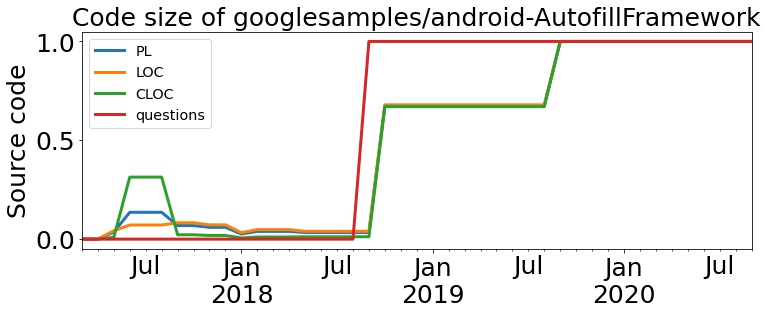 Code size of googlesamples/android-AutofillFramework
Source code
1.0
0.5
0.0
PL
LOC
CLOC
questions
Jul Jan Jul Jan Jul Jan Jul
2018 2019 2020